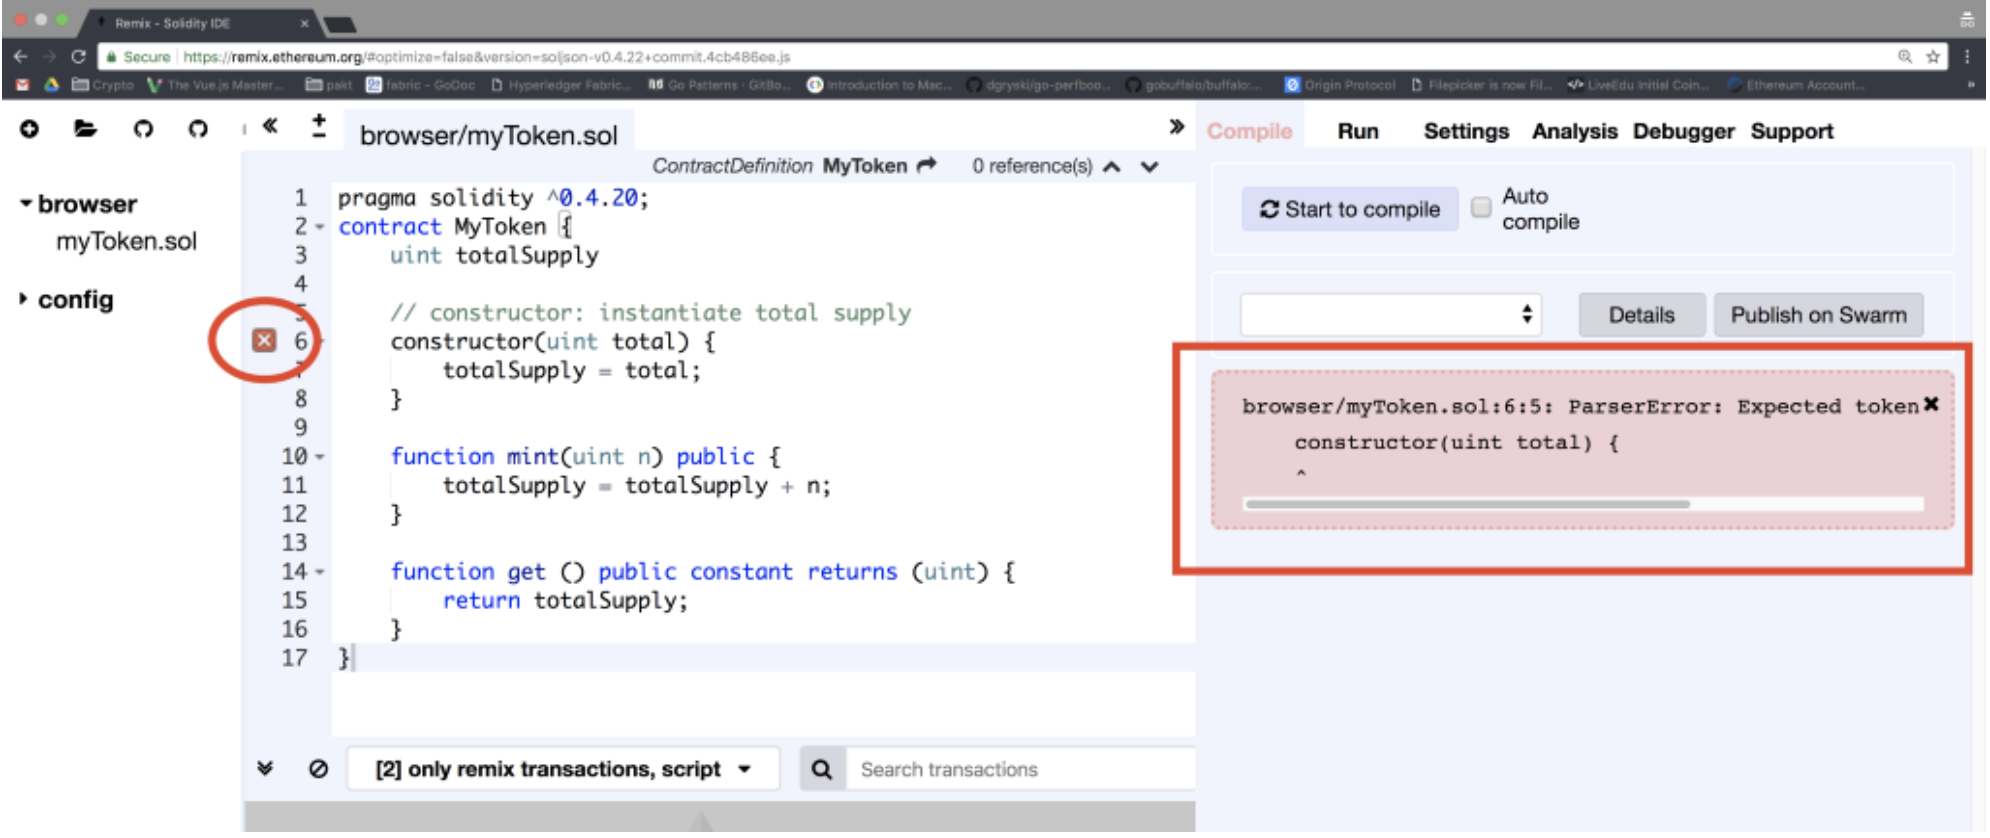 Remix - Solidity IDE
Secure | https://remix.ethereum.org/#optimize=false&version=soljson-v0.4.22+commit.4cb486ee.js
Crypto The Vue.js Master... pakt fabric - GoDoc Hyperledger Fabric... Go Patterns - GitBo... Introduction to Mac... dgryski/go-perfboo... gobuffalo/buffalo:... Origin Protocol Filepicker is now Fil... LiveEdu Initial Coin... Ethereum Account...
browser/myToken.sol
Compile Run Settings Analysis Debugger Support
ContractDefinition MyToken 0 reference(s)
browser
myToken.sol
config
1 pragma solidity ^0.4.20;
2 contract MyToken {
3 uint totalSupply
4
5 // constructor: instantiate total supply
6 constructor(uint total) {
7 totalSupply = total;
8 }
9
10 function mint(uint n) public {
11 totalSupply = totalSupply + n;
12 }
13
14 function get () public constant returns (uint) {
15 return totalSupply;
16 }
17 }
Start to compile
Auto compile
Details
Publish on Swarm
browser/myToken.sol:6:5: ParserError: Expected token
constructor(uint total) {
^
[2] only remix transactions, script
Search transactions